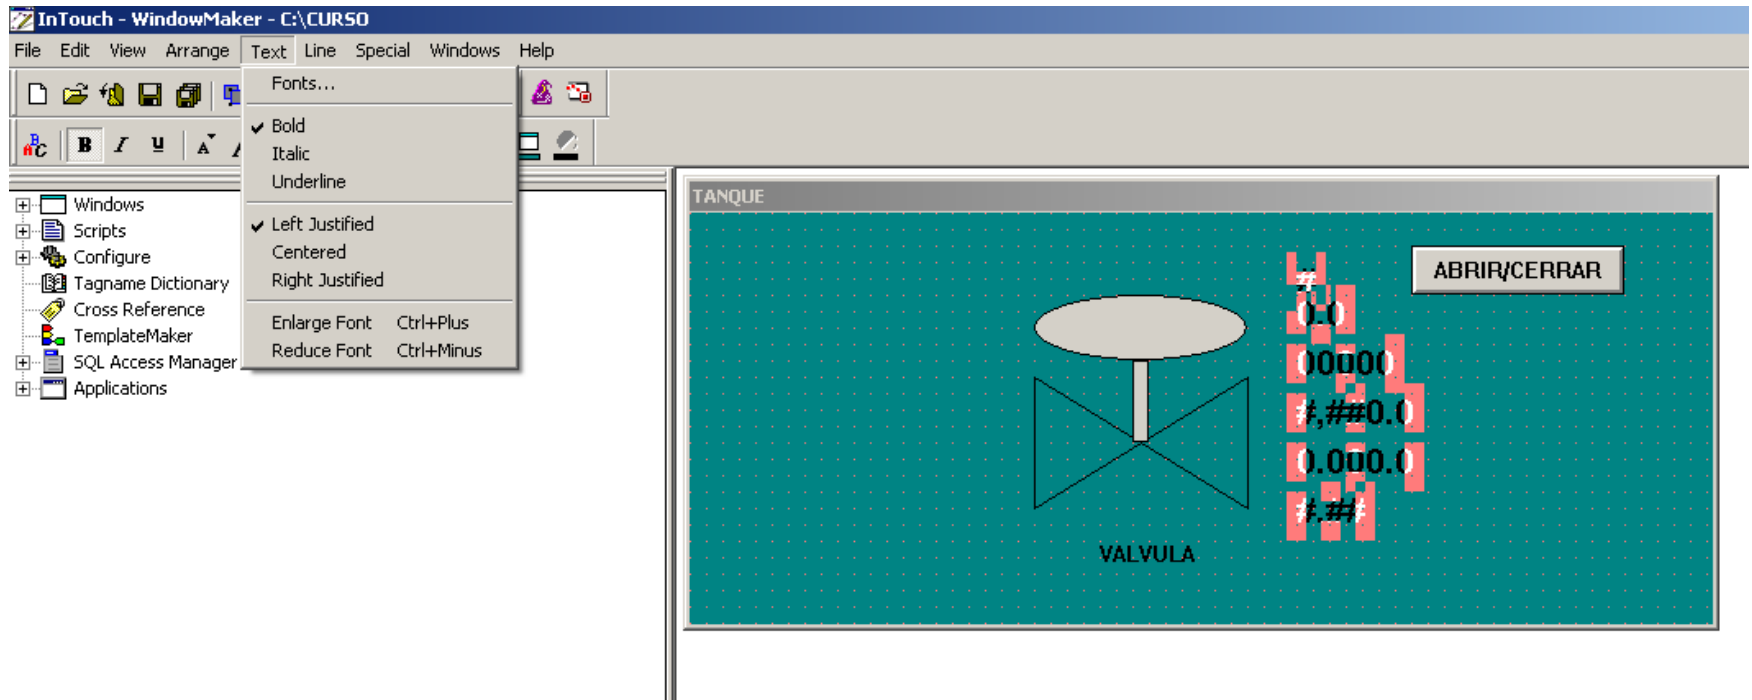 InTouch - WindowMaker - C:\CURSO
File Edit View Arrange Text Line Special Windows Help
Fonts...
Bold
Italic
Underline
Left Justified
Centered
Right Justified
Enlarge Font Ctrl+Plus
Reduce Font Ctrl+Minus
ABC
B I U A
Windows
Scripts
Configure
Tagname Dictionary
Cross Reference
TemplateMaker
SQL Access Manager
Applications
TANQUE
ABRIR/CERRAR
#
0.0
00000
#,##0.0
0.000.0
#.##
VALVULA